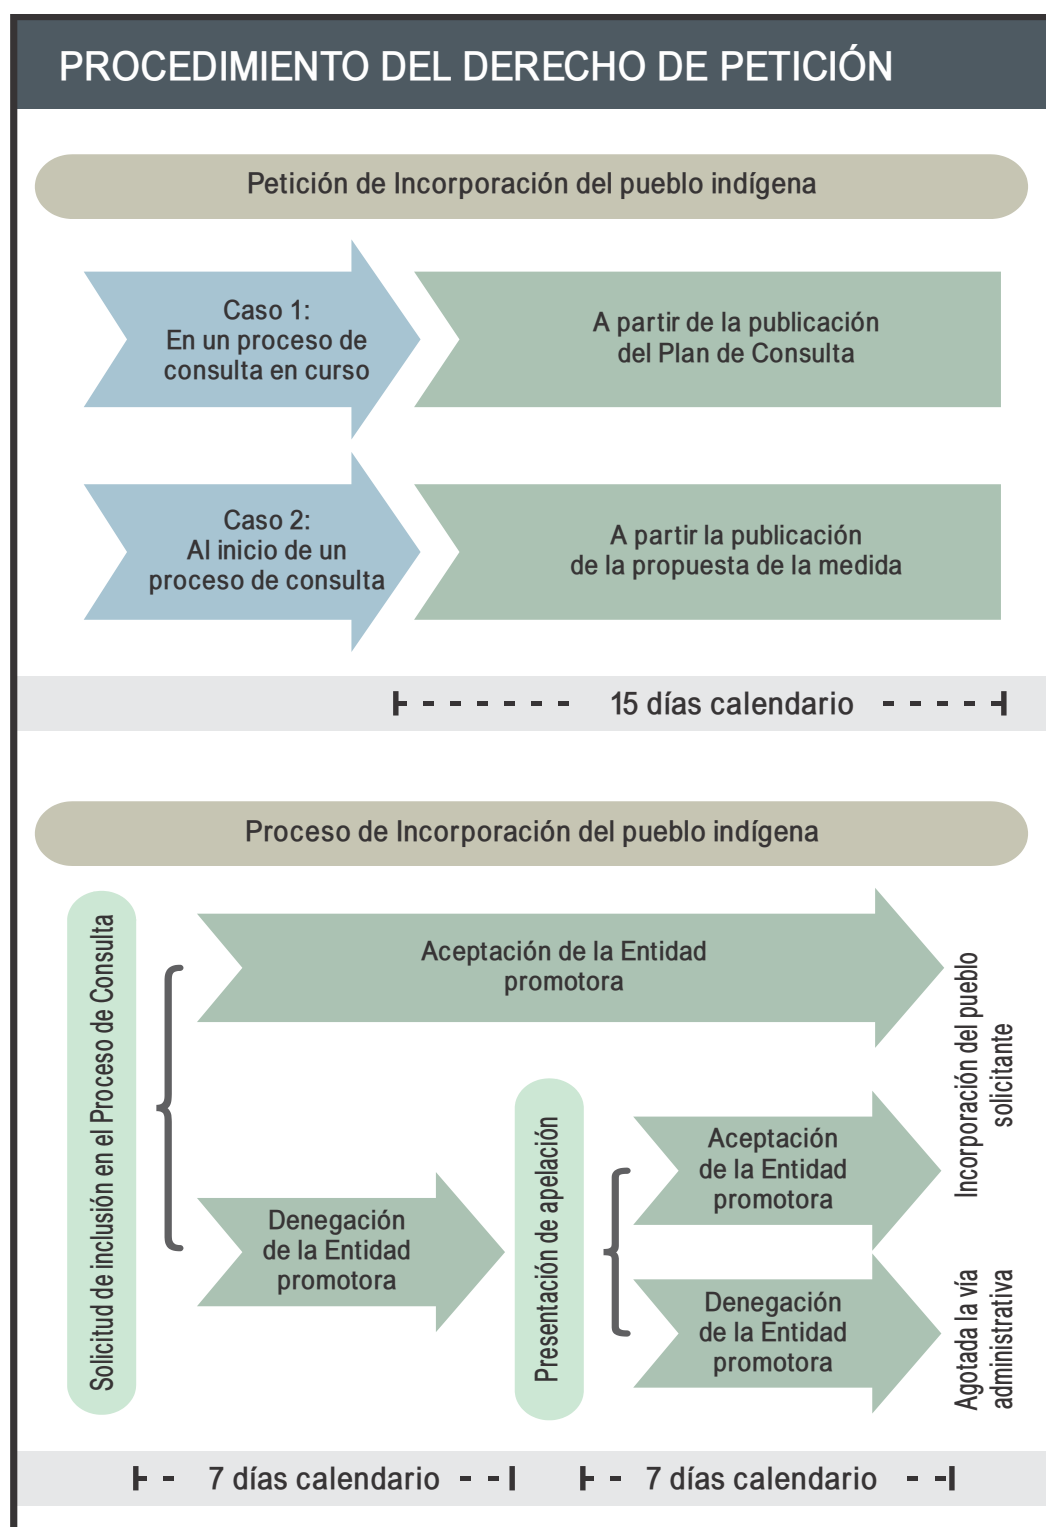 PROCEDIMIENTO DEL DERECHO DE PETICIÓN
Petición de Incorporación del pueblo indígena
Caso 1:
En un proceso de
consulta en curso
A partir de la publicación
del Plan de Consulta
Caso 2:
Al inicio de un
proceso de consulta
A partir la publicación
de la propuesta de la medida
15 días calendario
Proceso de Incorporación del pueblo indígena
Solicitud de inclusión en el Proceso de Consulta
Aceptación de la Entidad
promotora
Denegación
de la Entidad
promotora
Presentación de apelación
Aceptación
de la Entidad
promotora
Denegación
de la Entidad
promotora
Incorporación del pueblo
solicitante
Agotada la vía
administrativa
7 días calendario
7 días calendario